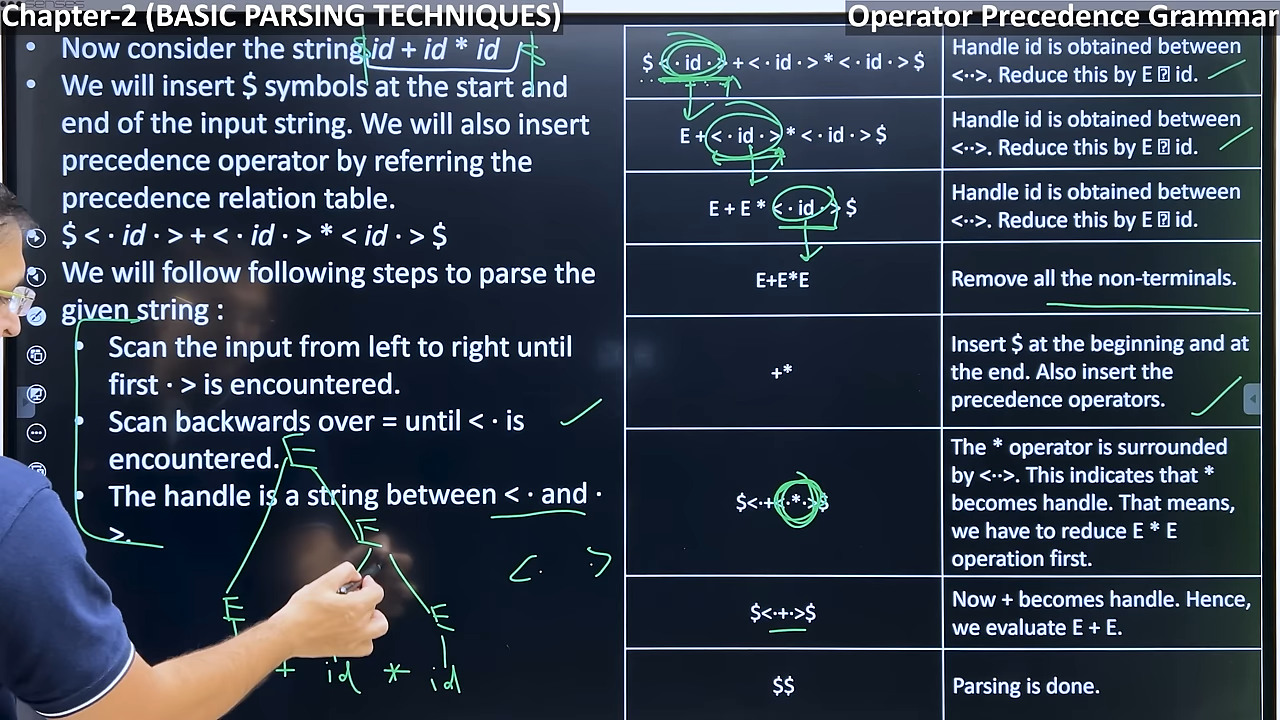 Chapter-2 (BASIC PARSING TECHNIQUES)
Operator Precedence Grammar
• Now consider the string id + id * id
$ $
• We will insert $ symbols at the start and
end of the input string. We will also insert
precedence operator by referring the
precedence relation table.
$ < · id · > + < · id · > * < id · > $
We will follow following steps to parse the
given string :
• Scan the input from left to right until
first · > is encountered.
• Scan backwards over = until < · is
encountered.
• The handle is a string between < · and ·
>.
E
E
< · · >
E E
+ id * id
$ < · id · > + < · id · > * < · id · > $
Handle id is obtained between
<··>. Reduce this by E id.
E + < · id · > * < · id · > $
Handle id is obtained between
<··>. Reduce this by E id.
E + E * < · id · > $
Handle id is obtained between
<··>. Reduce this by E id.
E+E*E
Remove all the non-terminals.
+*
Insert $ at the beginning and at
the end. Also insert the
precedence operators.
$<·+<·*·>$
The * operator is surrounded
by <··>. This indicates that *
becomes handle. That means,
we have to reduce E * E
operation first.
$<·+·>$
Now + becomes handle. Hence,
we evaluate E + E.
$$
Parsing is done.